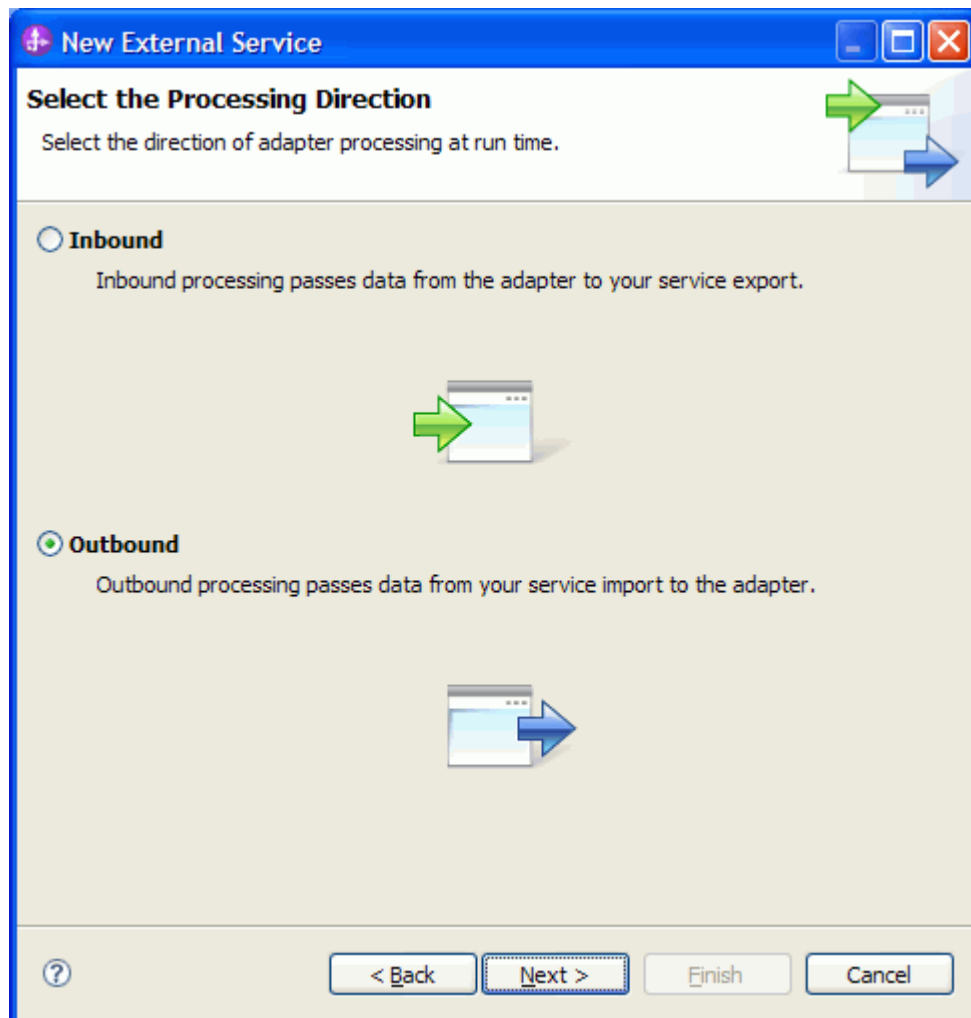 New External Service
Select the Processing Direction
Select the direction of adapter processing at run time.
Inbound
Inbound processing passes data from the adapter to your service export.
Outbound
Outbound processing passes data from your service import to the adapter.
? < Back Next > Finish Cancel